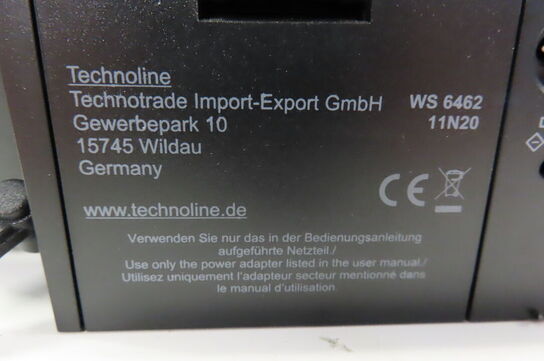 Technoline
Technotrade Import-Export GmbH WS 6462
Gewerbepark 10 11N20
15745 Wildau
Germany
CE
www.technoline.de
Verwenden Sie nur das in der Bedienungsanleitung
aufgeführte Netzteil./
Use only the power adapter listed in the user manual./
Utilisez uniquement l'adapteur secteur mentionné dans
le manual d'utilisation.